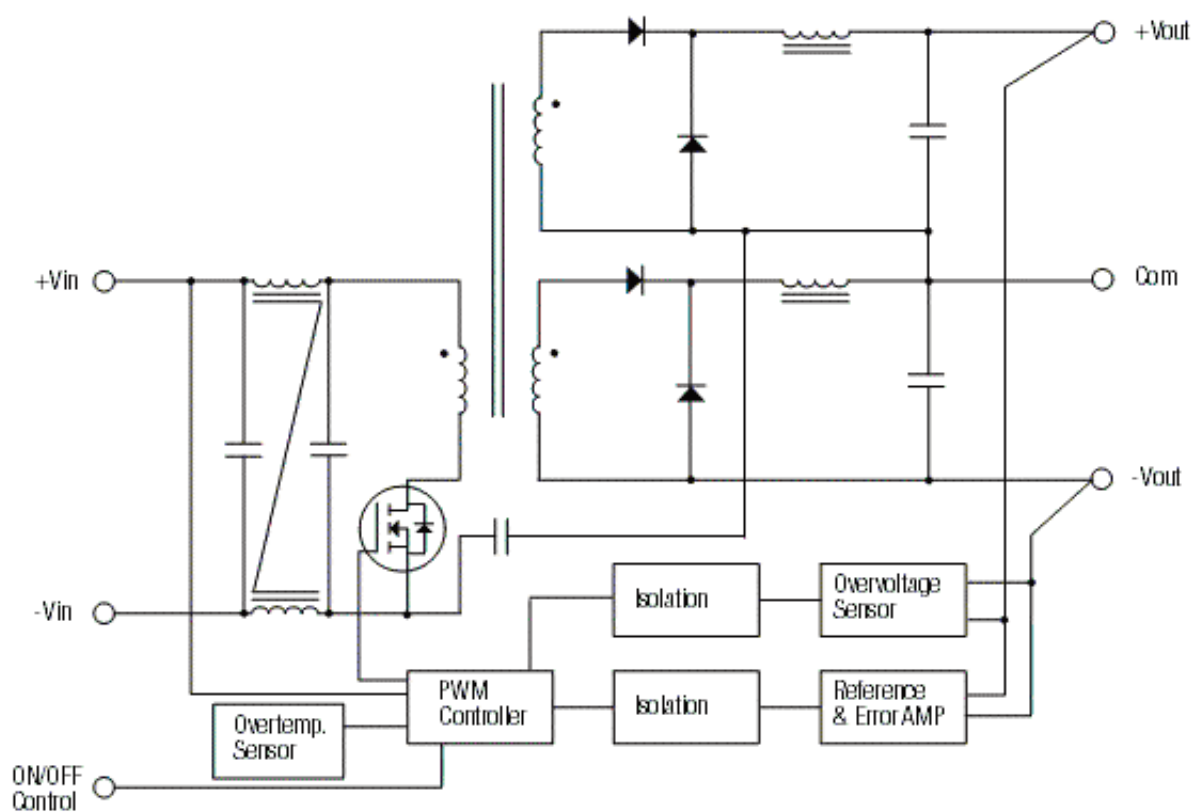 +Vout
+Vin
Com
-Vout
-Vin
Isolation
Overvoltage
Sensor
PWM
Controller
Isolation
Reference
& Error AMP
Overtemp.
Sensor
ON/OFF
Control